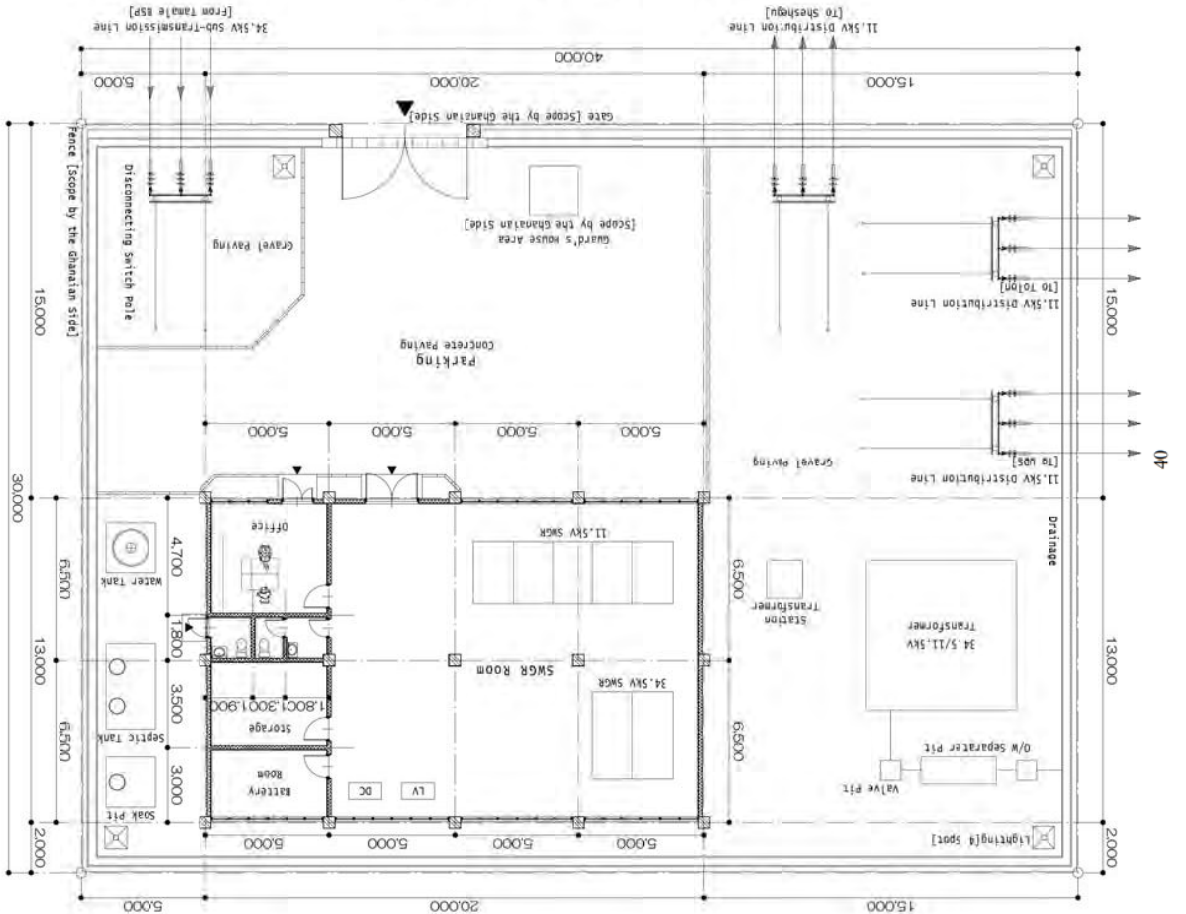 15.000
20.000
5.000
2.000
Lighting[4 Spot]
5.000
5.000
5.000
5.000
2.000
Valve Pit
O/W Separater Pit
LV
DC
Battery
Room
3.000
Soak Pit
34.5/11.5kV
Transformer
Station
Transformer
13.000
6.500
6.500
34.5kV SWGR
SWGR Room
Storage
1.800
1.300
1.900
3.500
Septic Tank
6.500
13.000
1.800
11.5kV SWGR
Office
4.700
Water Tank
6.500
30.000
Drainage
11.5kV Distribution Line
[To UDS]
Gravel Paving
5.000
5.000
5.000
5.000
40
Parking
Concrete Paving
11.5kV Distribution Line
[To Tolon]
15.000
15.000
Guard's House Area
[Scope by the Ghanaian Side]
Gravel Paving
Disconnecting Switch Pole
Fence [Scope by the Ghanaian Side]
Gate [Scope by the Ghanaian Side]
15.000
20.000
5.000
40.000
11.5kV Distribution Line
[To Sheshegu]
34.5kV Sub-Transmission Line
[From Tamale BSP]